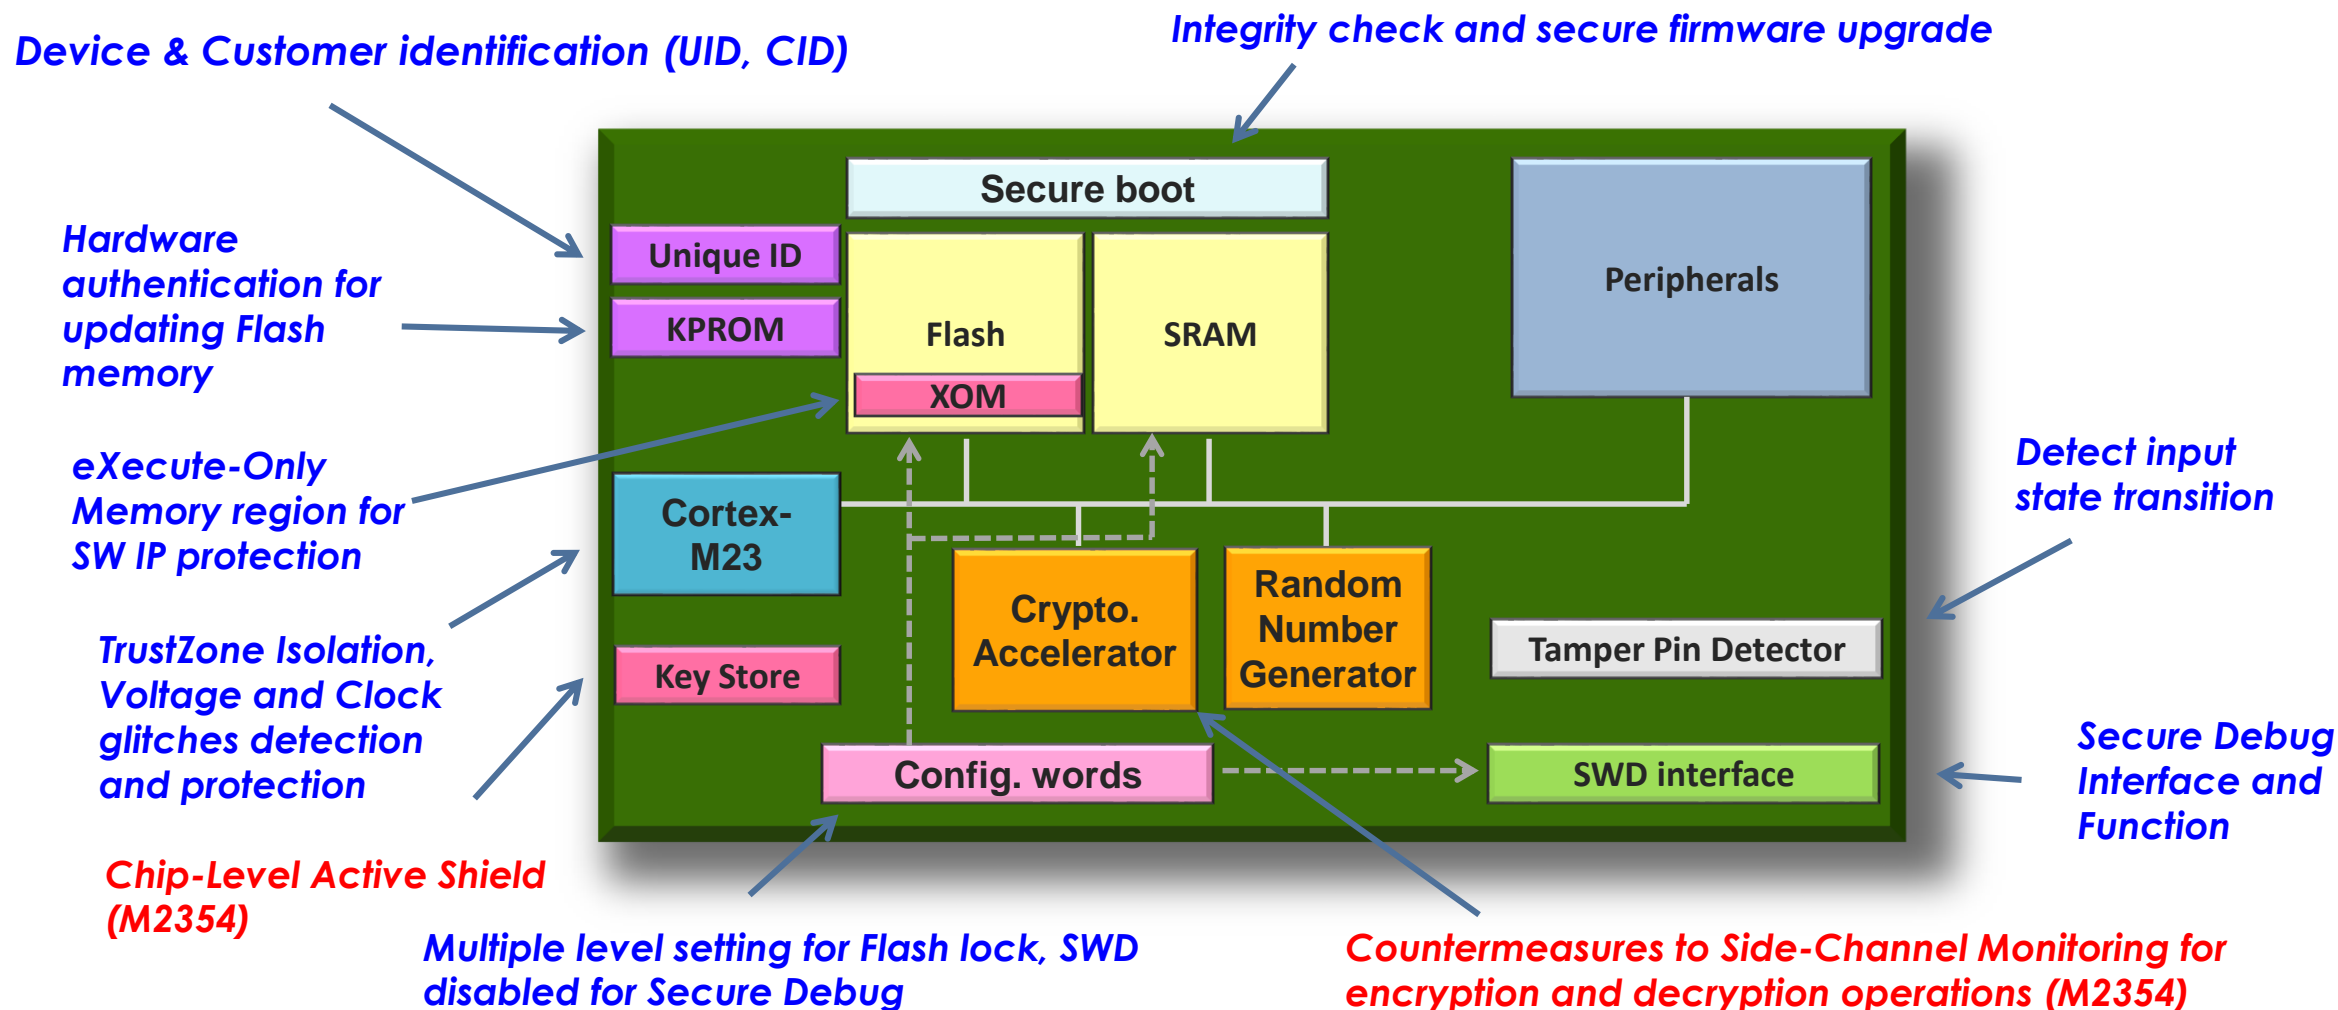 Device & Customer identification (UID, CID)
Integrity check and secure firmware upgrade
Secure boot
Hardware
authentication for
updating Flash
memory
Unique ID
KPROM
Flash
XOM
SRAM
Peripherals
eXecute-Only
Memory region for
SW IP protection
Cortex-
M23
Detect input
state transition
Crypto.
Accelerator
Random
Number
Generator
Tamper Pin Detector
TrustZone Isolation,
Voltage and Clock
glitches detection
and protection
Key Store
Config. words
SWD interface
Secure Debug
Interface and
Function
Chip-Level Active Shield
(M2354)
Multiple level setting for Flash lock, SWD
disabled for Secure Debug
Countermeasures to Side-Channel Monitoring for
encryption and decryption operations (M2354)